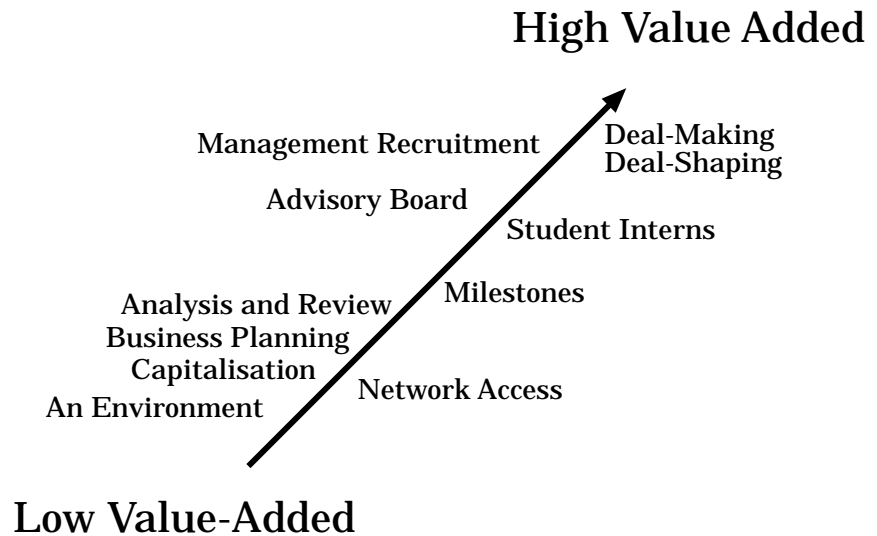 High Value Added
Management Recruitment
Deal-Making
Deal-Shaping
Advisory Board
Student Interns
Analysis and Review
Milestones
Business Planning
Capitalisation
Network Access
An Environment
Low Value-Added